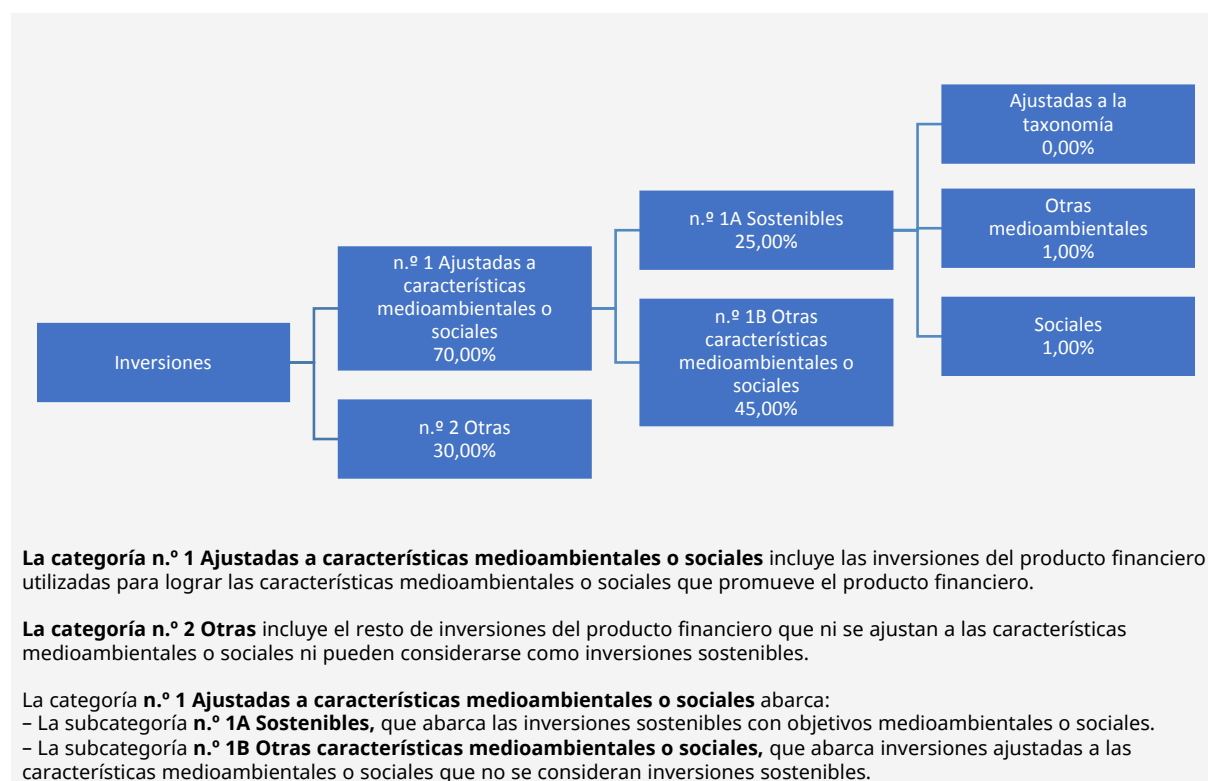 Inversiones
n.º 1 Ajustadas a
características
medioambientales o
sociales
70,00%
n.º 2 Otras
30,00%
n.º 1A Sostenibles
25,00%
n.º 1B Otras
características
medioambientales o
sociales
45,00%
Ajustadas a la
taxonomía
0,00%
Otras
medioambientales
1,00%
Sociales
1,00%
La categoría n.º 1 Ajustadas a características medioambientales o sociales incluye las inversiones del producto financiero
utilizadas para lograr las características medioambientales o sociales que promueve el producto financiero.
La categoría n.º 2 Otras incluye el resto de inversiones del producto financiero que ni se ajustan a las características
medioambientales o sociales ni pueden considerarse como inversiones sostenibles.
La categoría n.º 1 Ajustadas a características medioambientales o sociales abarca:
– La subcategoría n.º 1A Sostenibles, que abarca las inversiones sostenibles con objetivos medioambientales o sociales.
– La subcategoría n.º 1B Otras características medioambientales o sociales, que abarca inversiones ajustadas a las
características medioambientales o sociales que no se consideran inversiones sostenibles.